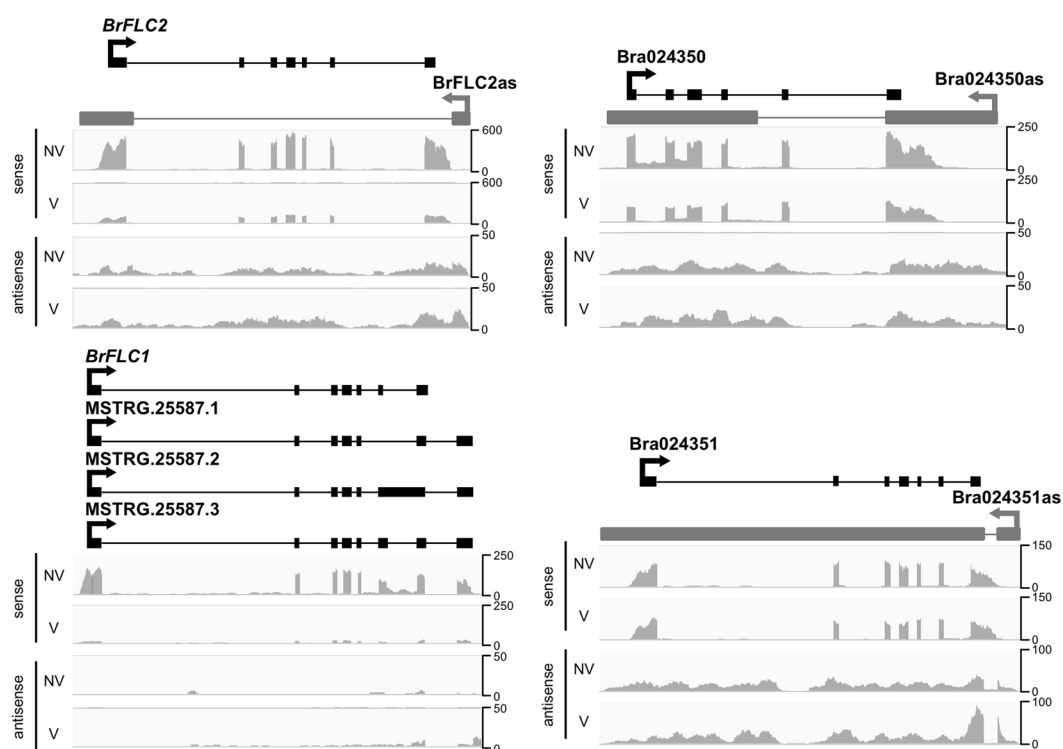 BrFLC2
BrFLC2as
sense
NV
600
0
V
600
0
antisense
NV
50
0
V
50
0
Bra024350
Bra024350as
sense
NV
250
0
V
250
0
antisense
NV
50
0
V
50
0
BrFLC1
MSTRG.25587.1
MSTRG.25587.2
MSTRG.25587.3
sense
NV
250
0
V
250
0
antisense
NV
50
0
V
50
0
Bra024351
Bra024351as
sense
NV
150
0
V
150
0
antisense
NV
100
0
V
100
0